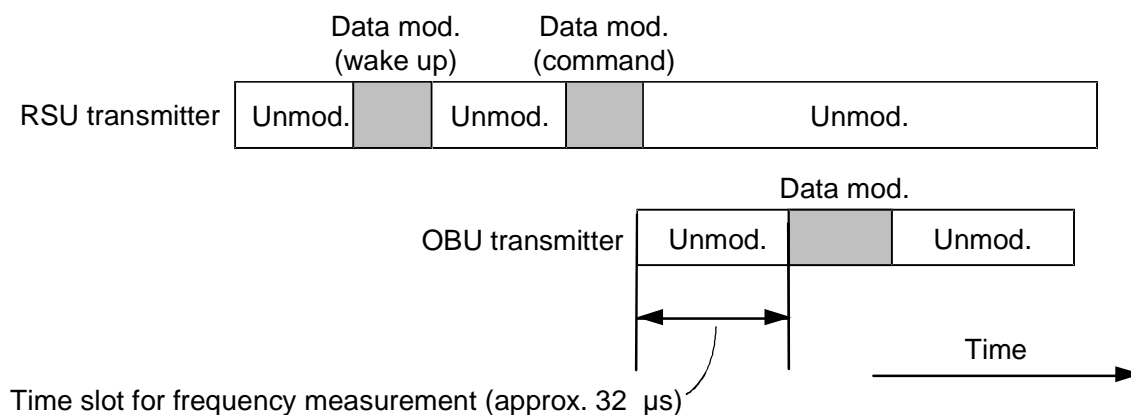 Data mod.
(wake up)
Data mod.
(command)
RSU transmitter
Unmod.
Unmod.
Unmod.
Data mod.
OBU transmitter
Unmod.
Unmod.
Time
Time slot for frequency measurement (approx. 32 µs)